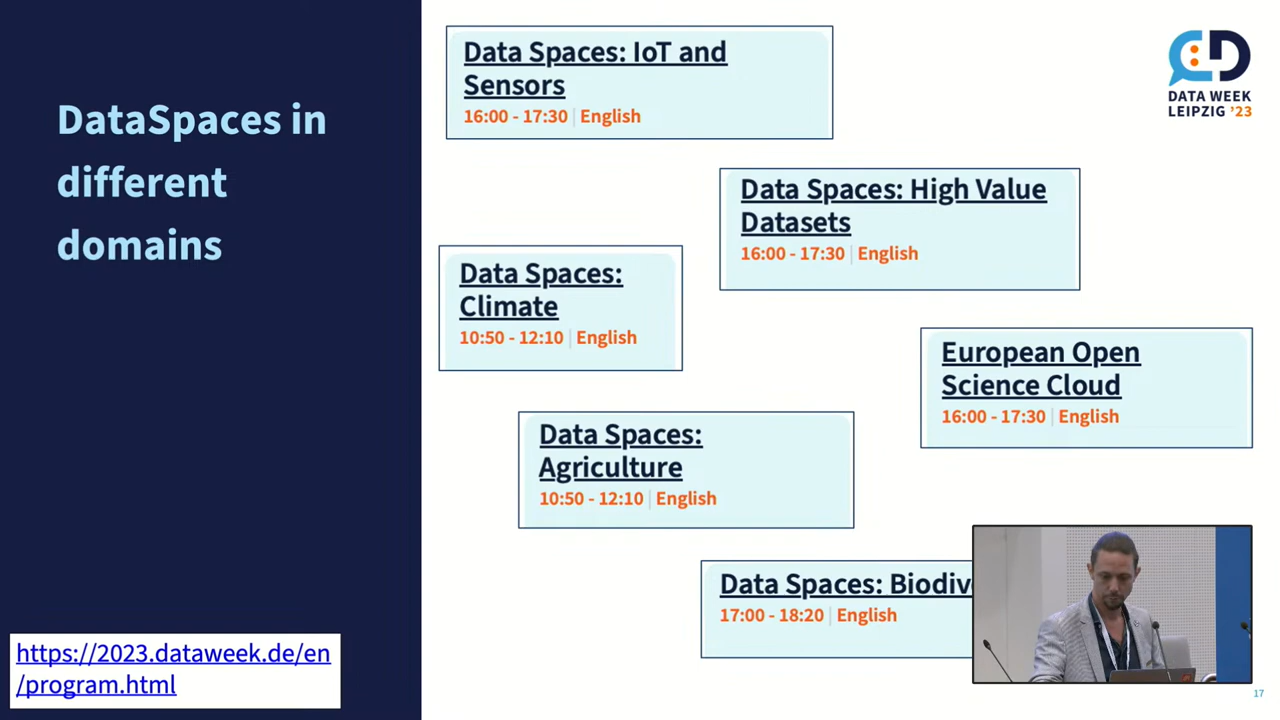 DataSpaces in
different
domains
Data Spaces: IoT and
Sensors
16:00 - 17:30 | English
DATA WEEK
LEIPZIG '23
Data Spaces: High Value
Datasets
16:00 - 17:30 | English
Data Spaces:
Climate
10:50 - 12:10 | English
European Open
Science Cloud
16:00 - 17:30 | English
Data Spaces:
Agriculture
10:50 - 12:10 | English
Data Spaces:
17:00 - 18:20 | English
https://2023.dataweek.de/en
/program.html
17